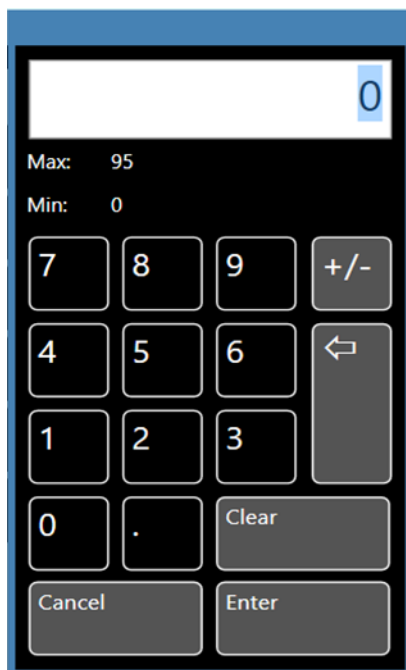 0
Max: 95
Min: 0
7 8 9 +/-
4 5 6 ⇦
1 2 3
0 . Clear
Cancel Enter